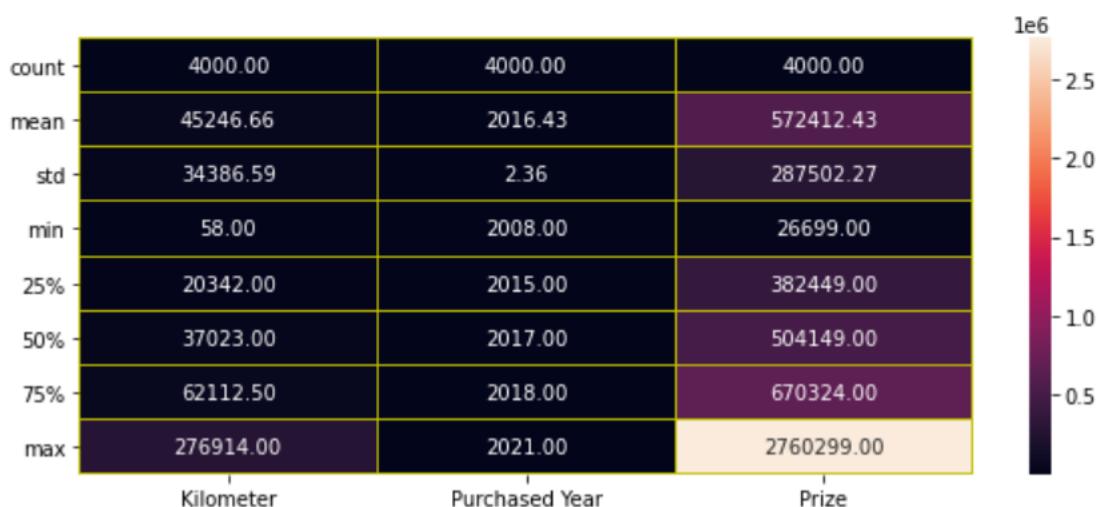 1e6
count 4000.00 4000.00 4000.00
2.5
mean 45246.66 2016.43 572412.43
2.0
std 34386.59 2.36 287502.27
min 58.00 2008.00 26699.00
1.5
25% 20342.00 2015.00 382449.00
1.0
50% 37023.00 2017.00 504149.00
75% 62112.50 2018.00 670324.00
0.5
max 276914.00 2021.00 2760299.00
Kilometer Purchased Year Prize